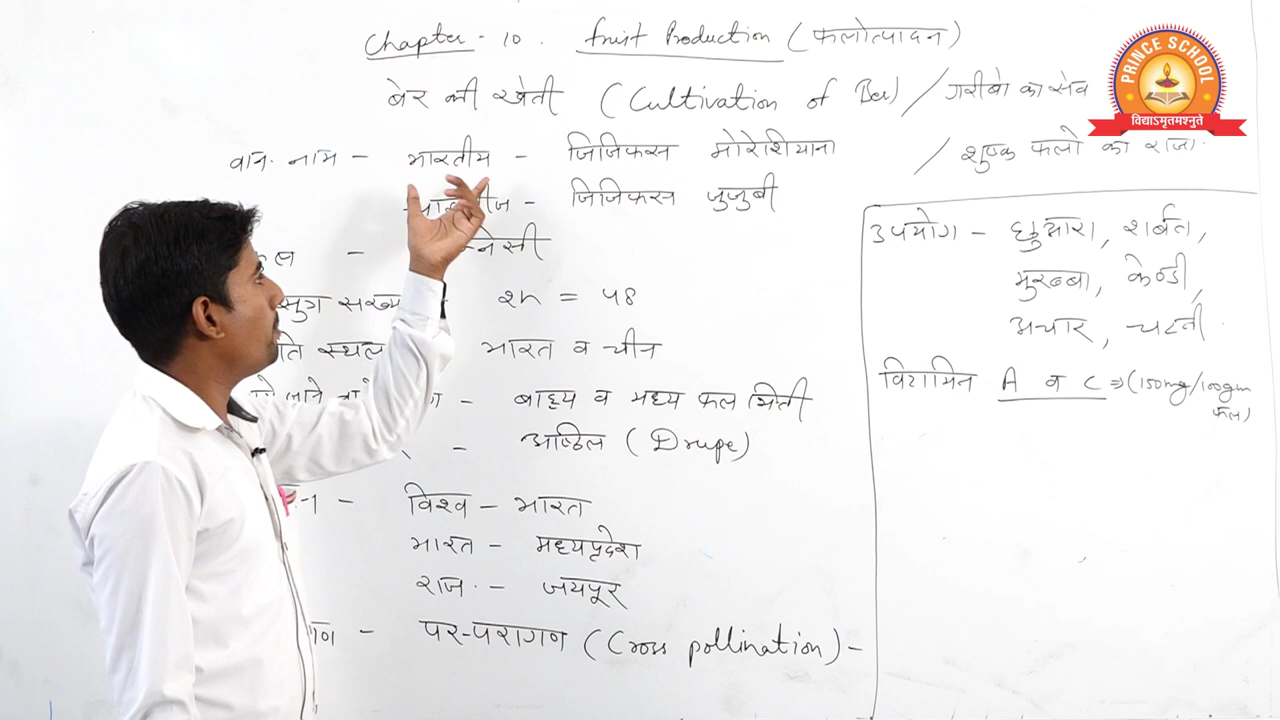 Chapter - 10. Fruit Production (फलोत्पादन)
बेर की खेती (Cultivation of Ber) / गरीबो का सेव
/ शुष्क फलो का राजा
PRINCE SCHOOL
विद्याऽमृतमश्नुते
वान. नाम - भारतीय - जिजिफस मोरेशियाना
जिजिफस जुजुबी
-
2n = 48
भारत व चीन
- बाह्य व मध्य फल भिती
- अष्ठिल (Drupe)
- विश्व - भारत
भारत - मध्यप्रदेश
राज. - जयपूर
- पर-परागण (Cross pollination) -
उपयोग - छुआरा, शर्बत,
मुरब्बा, केण्डी,
अचार, चटनी.
विटामिन A व C ⇒ (150mg/100gm
फल)